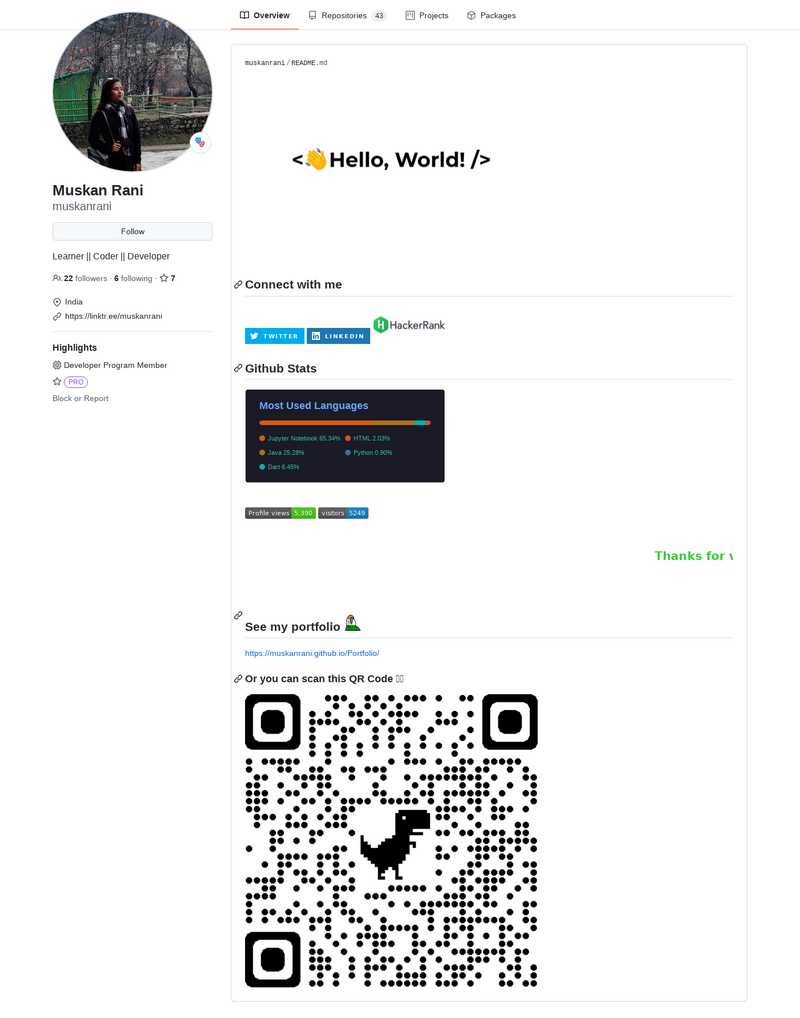 Overview Repositories 43 Projects Packages
Muskan Rani
muskanrani
Follow
Learner || Coder || Developer
22 followers · 6 following · 7
India
https://linktr.ee/muskanrani
Highlights
Developer Program Member
PRO
Block or Report
muskanrani / README.md
<👋Hello, World! />
Connect with me
TWITTER LINKEDIN HackerRank
Github Stats
Most Used Languages
Jupyter Notebook 65.34% HTML 2.03%
Java 25.28% Python 0.90%
Dart 6.45%
Profile views 5,390 visitors 5249
Thanks for v
See my portfolio
https://muskanrani.github.io/Portfolio/
Or you can scan this QR Code